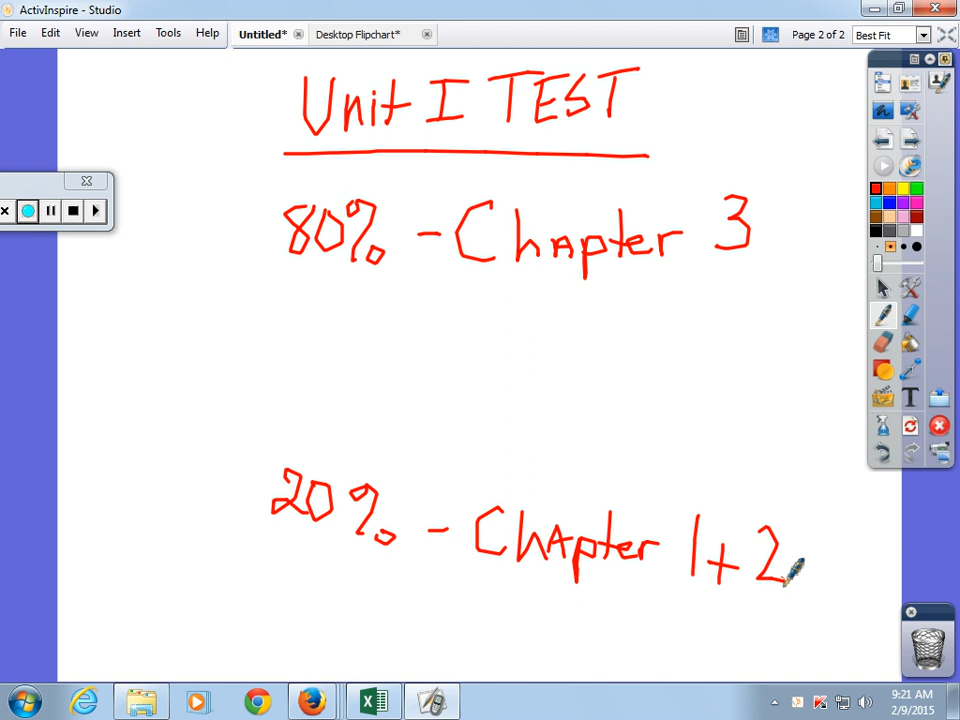 ActivInspire - Studio
File Edit View Insert Tools Help Untitled* Desktop Flipchart* Page 2 of 2 Best Fit
Unit I TEST
80% - Chapter 3
20% - Chapter 1 + 2
9:21 AM
2/9/2015